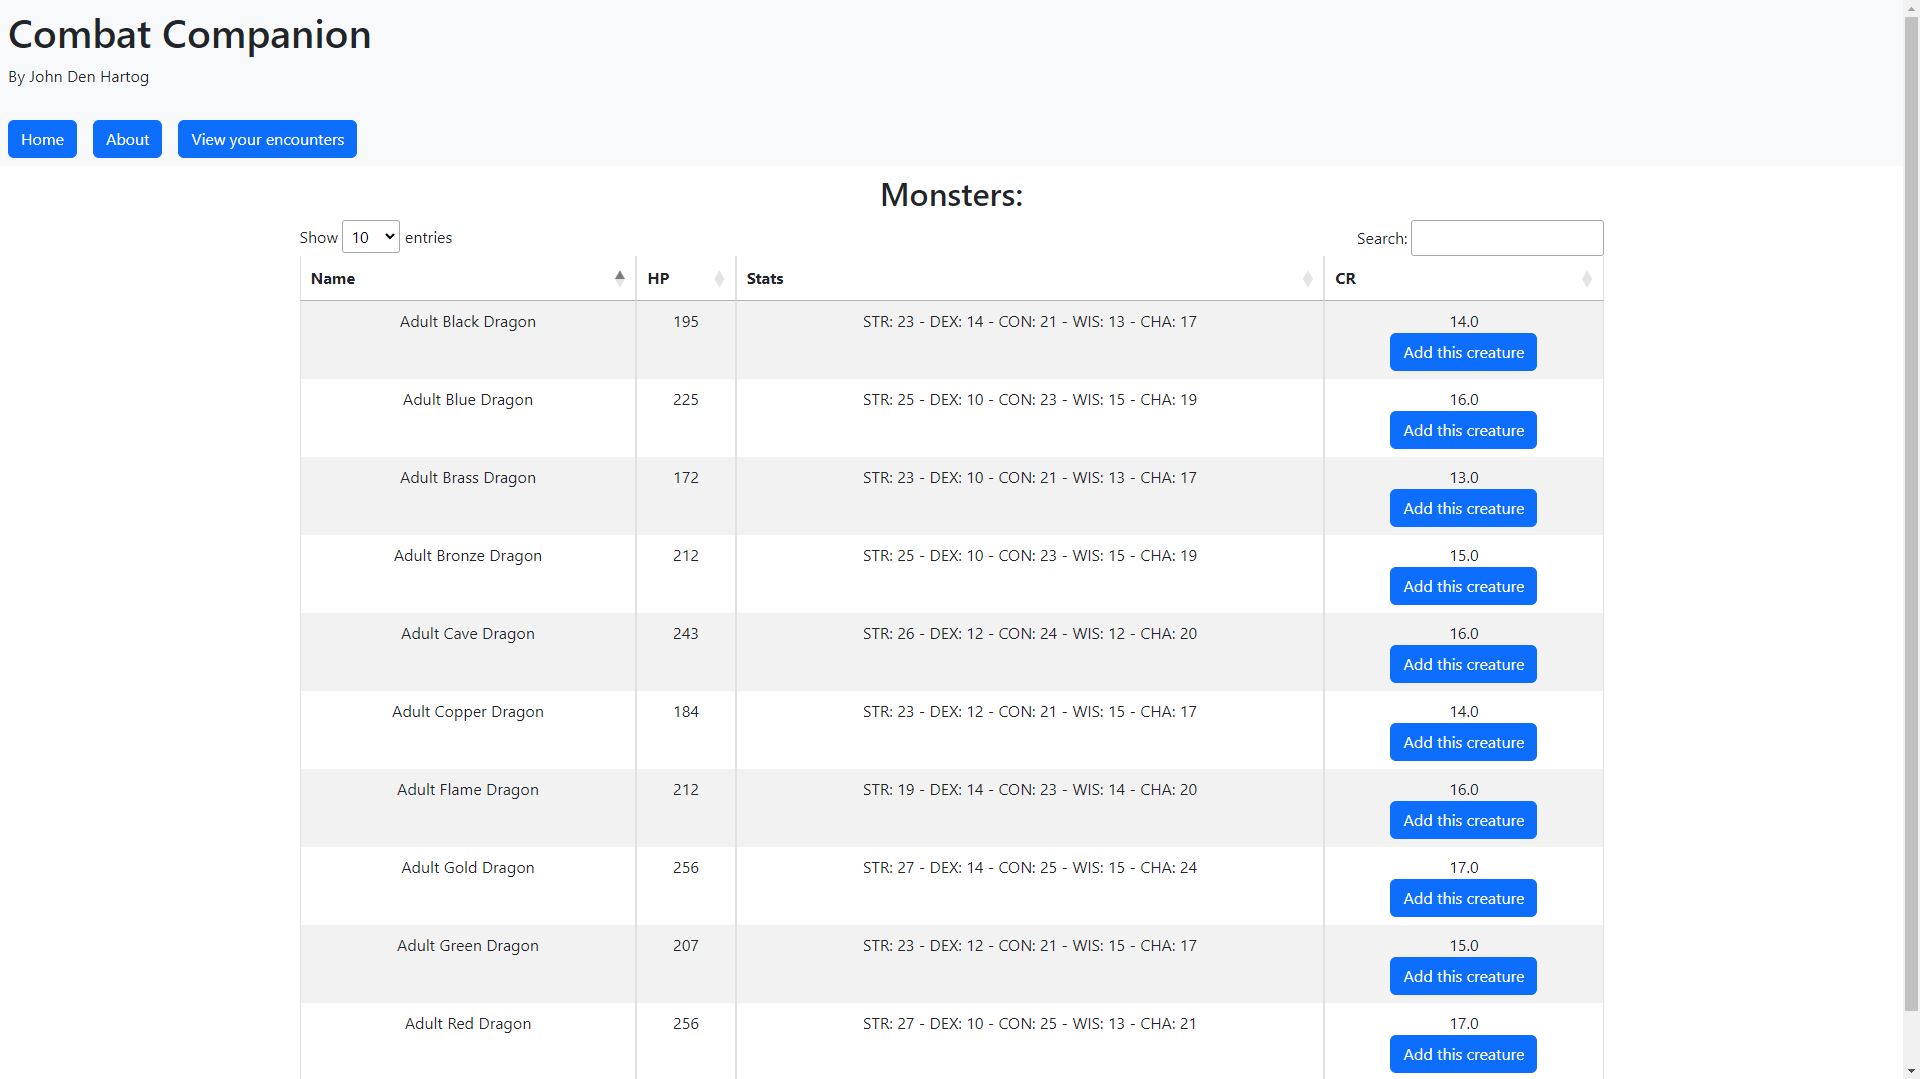 Combat Companion
By John Den Hartog
Home About View your encounters
Monsters:
Show 10 entries Search:
Name HP Stats CR
Adult Black Dragon 195 STR: 23 - DEX: 14 - CON: 21 - WIS: 13 - CHA: 17 14.0
Add this creature
Adult Blue Dragon 225 STR: 25 - DEX: 10 - CON: 23 - WIS: 15 - CHA: 19 16.0
Add this creature
Adult Brass Dragon 172 STR: 23 - DEX: 10 - CON: 21 - WIS: 13 - CHA: 17 13.0
Add this creature
Adult Bronze Dragon 212 STR: 25 - DEX: 10 - CON: 23 - WIS: 15 - CHA: 19 15.0
Add this creature
Adult Cave Dragon 243 STR: 26 - DEX: 12 - CON: 24 - WIS: 12 - CHA: 20 16.0
Add this creature
Adult Copper Dragon 184 STR: 23 - DEX: 12 - CON: 21 - WIS: 15 - CHA: 17 14.0
Add this creature
Adult Flame Dragon 212 STR: 19 - DEX: 14 - CON: 23 - WIS: 14 - CHA: 20 16.0
Add this creature
Adult Gold Dragon 256 STR: 27 - DEX: 14 - CON: 25 - WIS: 15 - CHA: 24 17.0
Add this creature
Adult Green Dragon 207 STR: 23 - DEX: 12 - CON: 21 - WIS: 15 - CHA: 17 15.0
Add this creature
Adult Red Dragon 256 STR: 27 - DEX: 10 - CON: 25 - WIS: 13 - CHA: 21 17.0
Add this creature